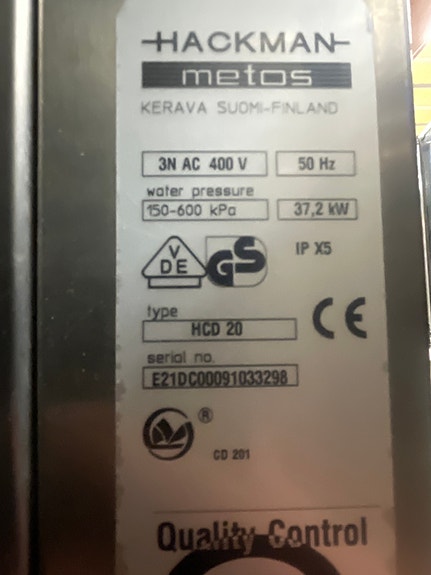 HACKMAN
metos
KERAVA SUOMI-FINLAND
3N AC 400 V 50 Hz
water pressure
150-600 kPa 37,2 kW
VDE GS IP X5
type
HCD 20 CE
serial no.
E21DC00091033298
®
CD 201
Quality Control